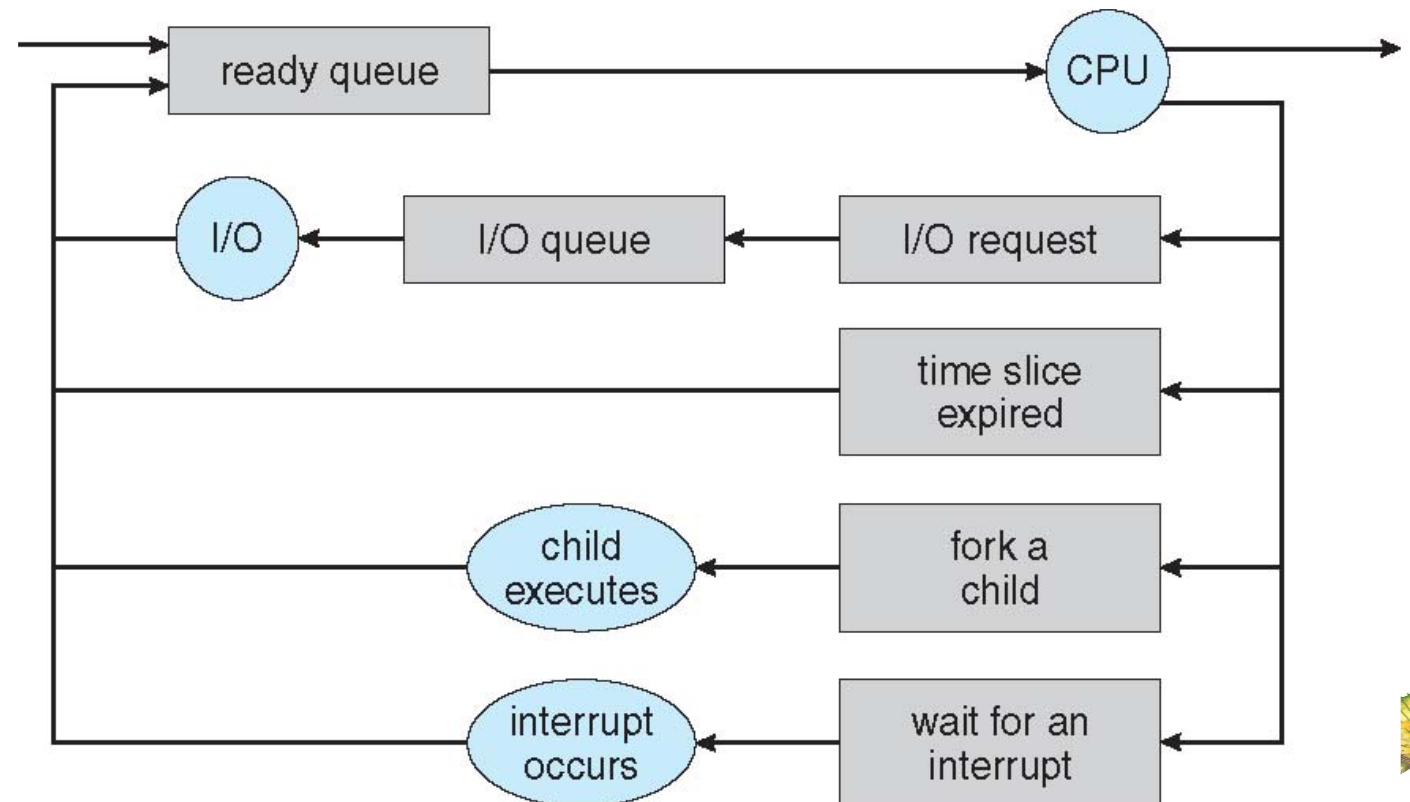 ready queue
CPU
I/O
I/O queue
I/O request
time slice
expired
child
executes
fork a
child
interrupt
occurs
wait for an
interrupt